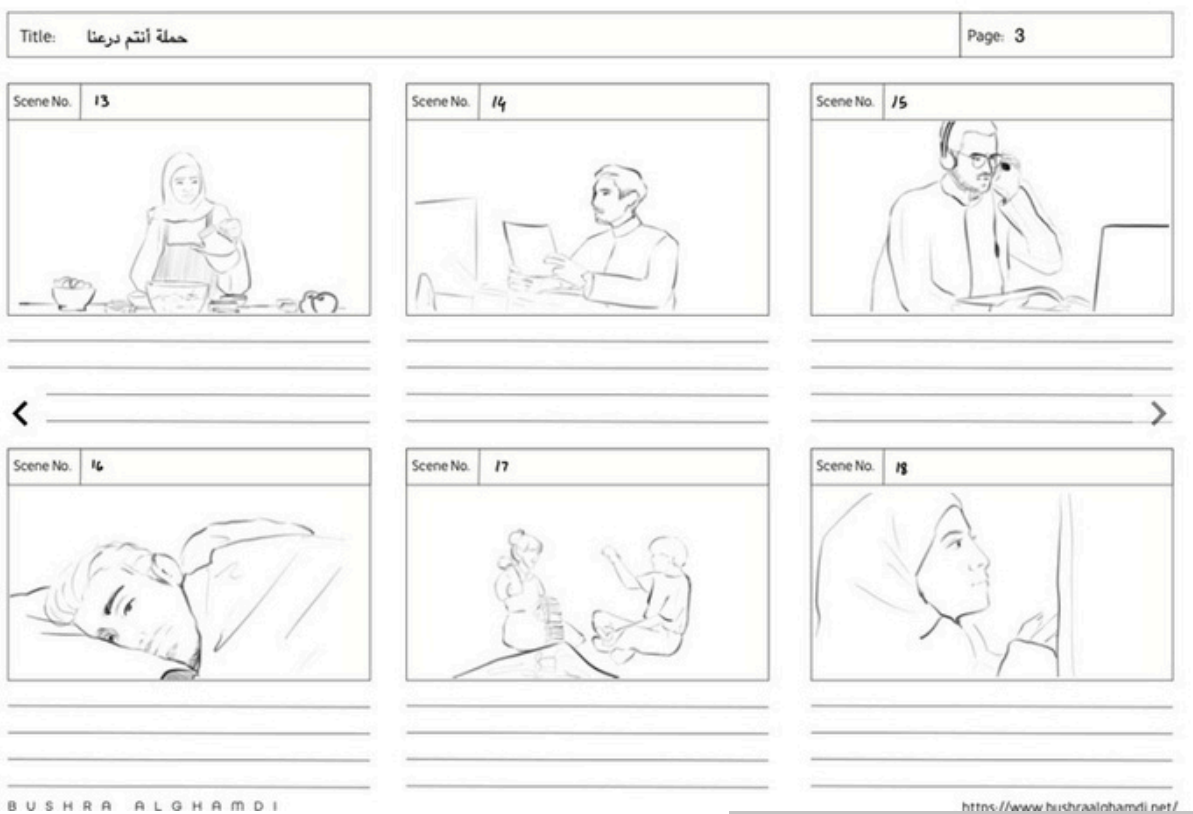 Title: حملة أنتم درعنا Page: 3
Scene No. 13 Scene No. 14 Scene No. 15
Scene No. 16 Scene No. 17 Scene No. 18
BUSHRA ALGHAMDI https://www.bushraalghamdi.net/